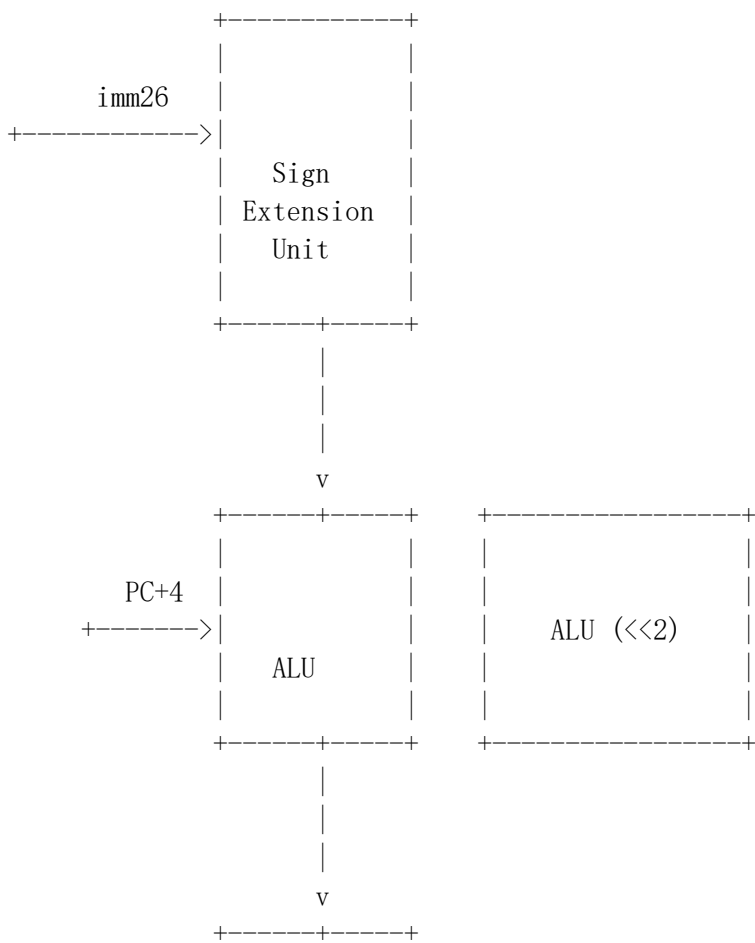 imm26
Sign
Extension
Unit
v
PC+4
ALU (<<2)
ALU
v